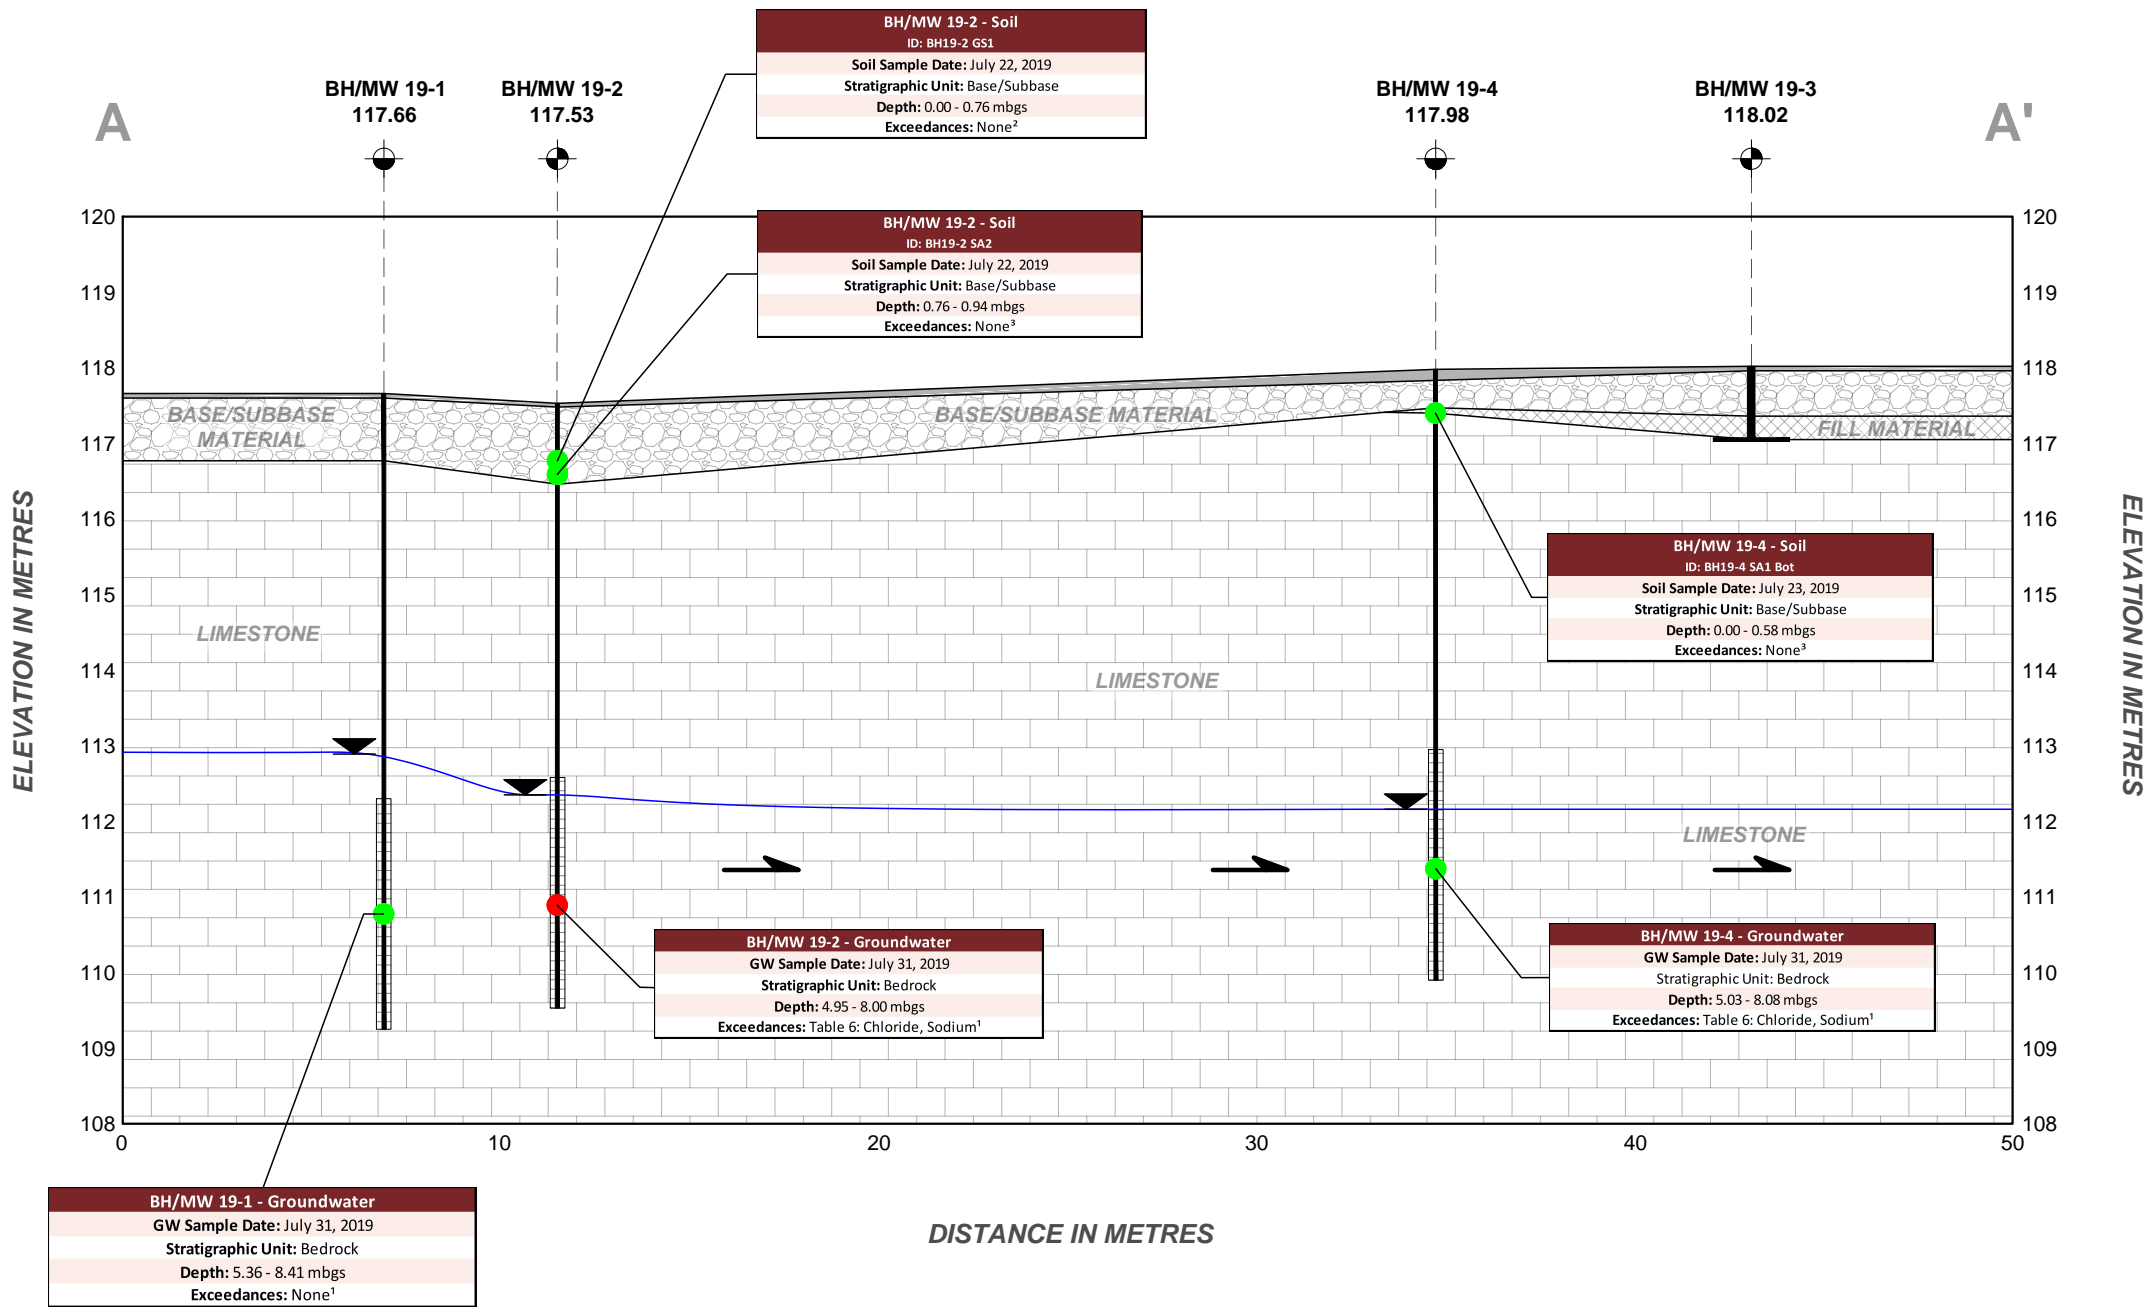 BH/MW 19-2 - Soil
ID: BH19-2 GS1
Soil Sample Date: July 22, 2019
Stratigraphic Unit: Base/Subbase
Depth: 0.00 - 0.76 mbgs
Exceedances: None²
BH/MW 19-1
117.66
BH/MW 19-2
117.53
BH/MW 19-4
117.98
BH/MW 19-3
118.02
A
A'
BH/MW 19-2 - Soil
ID: BH19-2 SA2
Soil Sample Date: July 22, 2019
Stratigraphic Unit: Base/Subbase
Depth: 0.76 - 0.94 mbgs
Exceedances: None³
120
119
118
117
116
115
114
113
112
111
110
109
108
120
119
118
117
116
115
114
113
112
111
110
109
108
ELEVATION IN METRES
ELEVATION IN METRES
BASE/SUBBASE
MATERIAL
BASE/SUBBASE MATERIAL
FILL MATERIAL
LIMESTONE
LIMESTONE
LIMESTONE
BH/MW 19-4 - Soil
ID: BH19-4 SA1 Bot
Soil Sample Date: July 23, 2019
Stratigraphic Unit: Base/Subbase
Depth: 0.00 - 0.58 mbgs
Exceedances: None³
BH/MW 19-2 - Groundwater
GW Sample Date: July 31, 2019
Stratigraphic Unit: Bedrock
Depth: 4.95 - 8.00 mbgs
Exceedances: Table 6: Chloride, Sodium¹
BH/MW 19-4 - Groundwater
GW Sample Date: July 31, 2019
Stratigraphic Unit: Bedrock
Depth: 5.03 - 8.08 mbgs
Exceedances: Table 6: Chloride, Sodium¹
0
10
20
30
40
50
BH/MW 19-1 - Groundwater
GW Sample Date: July 31, 2019
Stratigraphic Unit: Bedrock
Depth: 5.36 - 8.41 mbgs
Exceedances: None¹
DISTANCE IN METRES